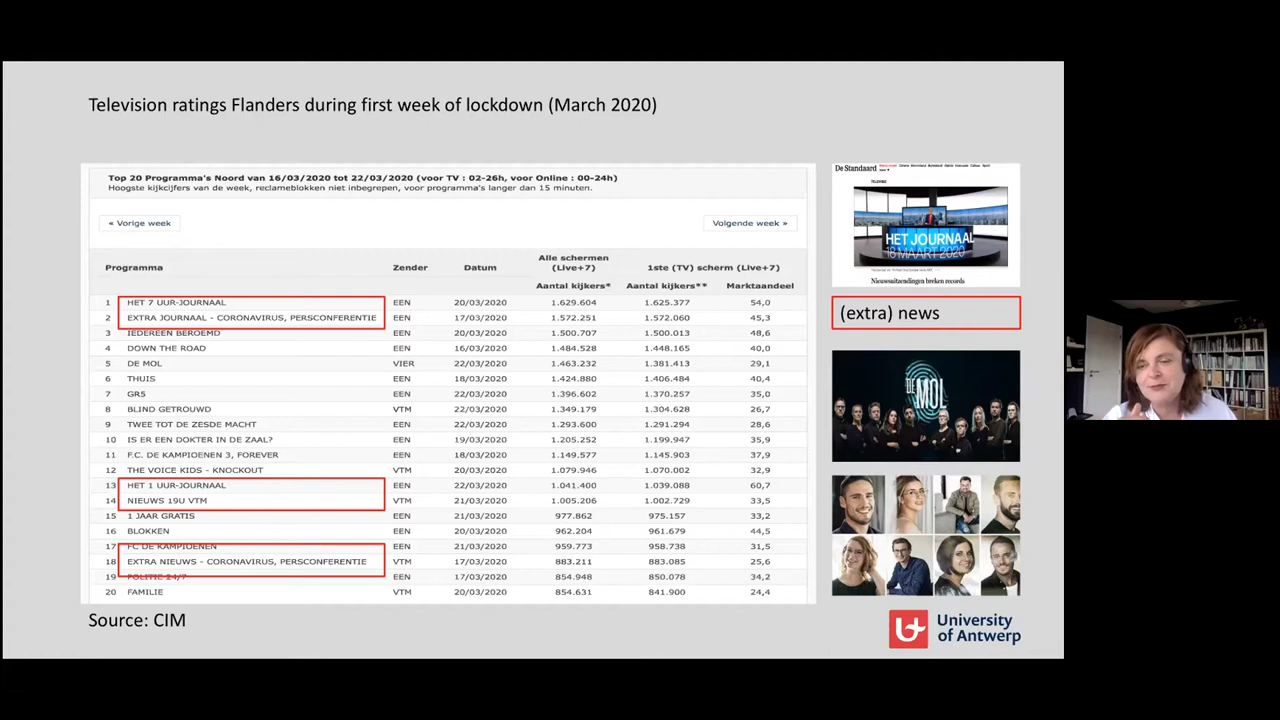 Television ratings Flanders during first week of lockdown (March 2020)
Top 20 Programma's Noord van 16/03/2020 tot 22/03/2020 (voor TV : 02-26h, voor Online : 00-24h)
Hoogste kijkcijfers van de week, reclameblokken niet inbegrepen, voor programma's langer dan 15 minuten.
« Vorige week
Volgende week »
Alle schermen (Live+7) 1ste (TV) scherm (Live+7)
Programma Zender Datum
Aantal kijkers* Aantal kijkers** Marktaandeel
1 HET 7 UUR-JOURNAAL EEN 20/03/2020 1.629.604 1.625.377 54,0
2 EXTRA JOURNAAL - CORONAVIRUS, PERSCONFERENTIE EEN 17/03/2020 1.572.251 1.572.060 45,3
3 IEDEREEN BEROEMD EEN 20/03/2020 1.500.707 1.500.013 48,6
4 DOWN THE ROAD EEN 16/03/2020 1.484.528 1.448.165 40,0
5 DE MOL VIER 22/03/2020 1.463.232 1.381.413 29,1
6 THUIS EEN 18/03/2020 1.424.880 1.406.484 40,4
7 GR5 EEN 22/03/2020 1.396.602 1.370.257 35,0
8 BLIND GETROUWD VTM 22/03/2020 1.349.179 1.304.628 26,7
9 TWEE TOT DE ZESDE MACHT EEN 22/03/2020 1.293.600 1.291.294 28,6
10 IS ER EEN DOKTER IN DE ZAAL? EEN 19/03/2020 1.205.252 1.199.947 35,9
11 F.C. DE KAMPIOENEN 3, FOREVER EEN 18/03/2020 1.149.577 1.145.903 37,9
12 THE VOICE KIDS - KNOCKOUT VTM 20/03/2020 1.079.946 1.070.002 32,9
13 HET 1 UUR-JOURNAAL EEN 22/03/2020 1.041.400 1.039.088 60,7
14 NIEUWS 19U VTM VTM 21/03/2020 1.005.206 1.002.729 33,5
15 1 JAAR GRATIS EEN 21/03/2020 977.862 975.157 33,2
16 BLOKKEN EEN 20/03/2020 962.204 961.679 44,5
17 FC DE KAMPIOENEN EEN 21/03/2020 959.773 958.738 31,5
18 EXTRA NIEUWS - CORONAVIRUS, PERSCONFERENTIE VTM 17/03/2020 883.211 883.085 25,6
19 POLITIE 24/7 EEN 17/03/2020 854.948 850.078 34,2
20 FAMILIE VTM 20/03/2020 854.631 841.900 24,4
Source: CIM
De Standaard
TELEVISIE
HET JOURNAAL
18 MAART 2020
Nieuwsuitzendingen breken records
(extra) news
DE MOL
University
of Antwerp